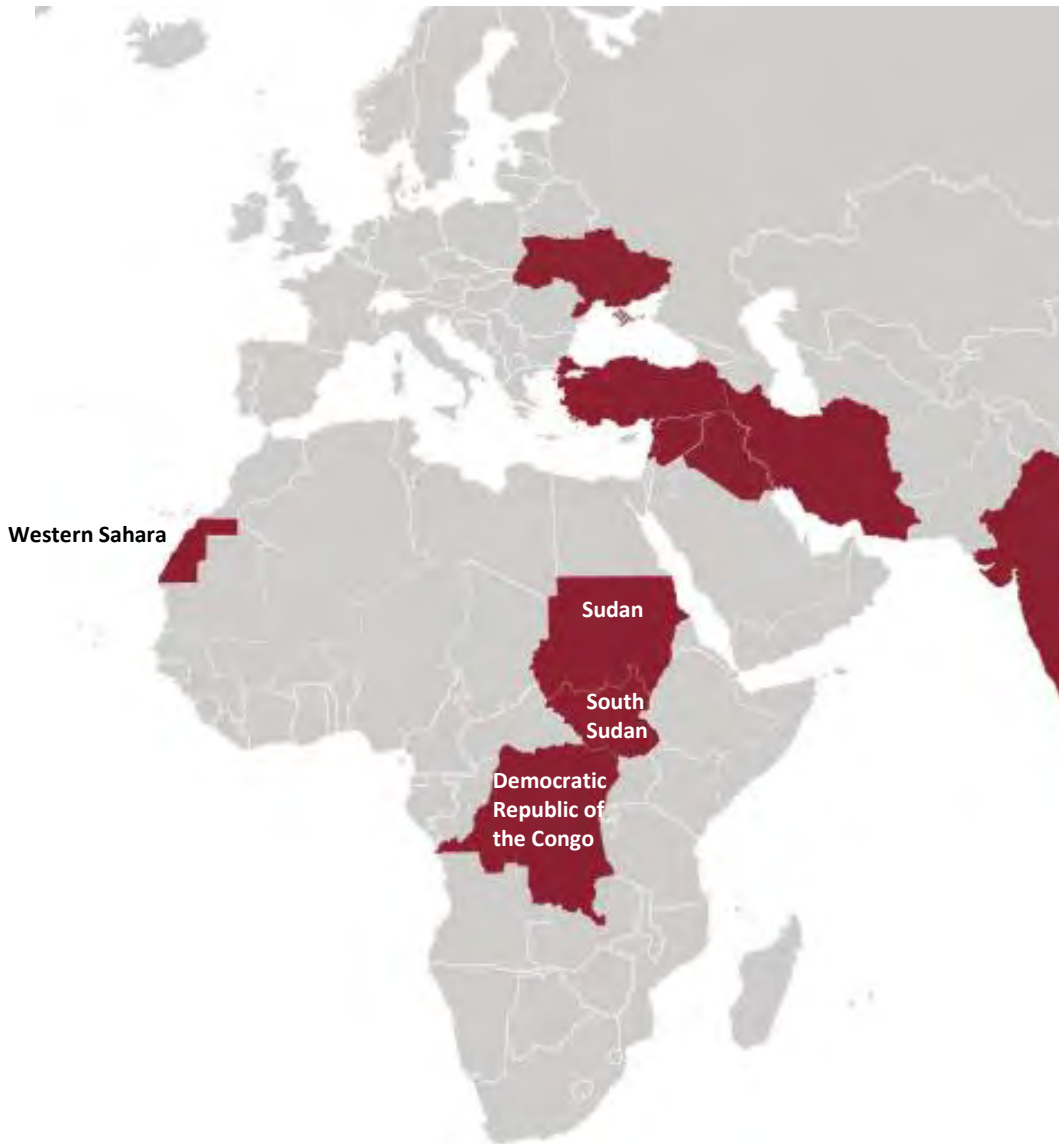 Western Sahara
Sudan
South
Sudan
Democratic
Republic of
the Congo